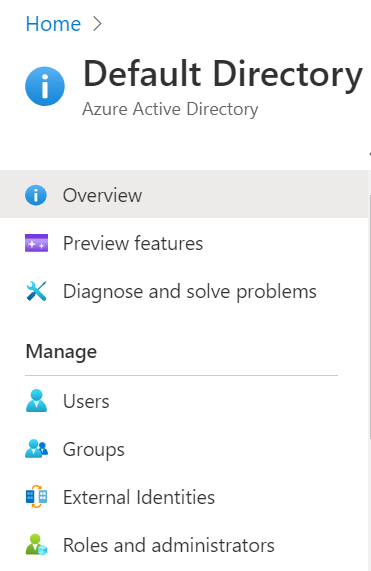 Home >
Default Directory
Azure Active Directory
Overview
Preview features
Diagnose and solve problems
Manage
Users
Groups
External Identities
Roles and administrators